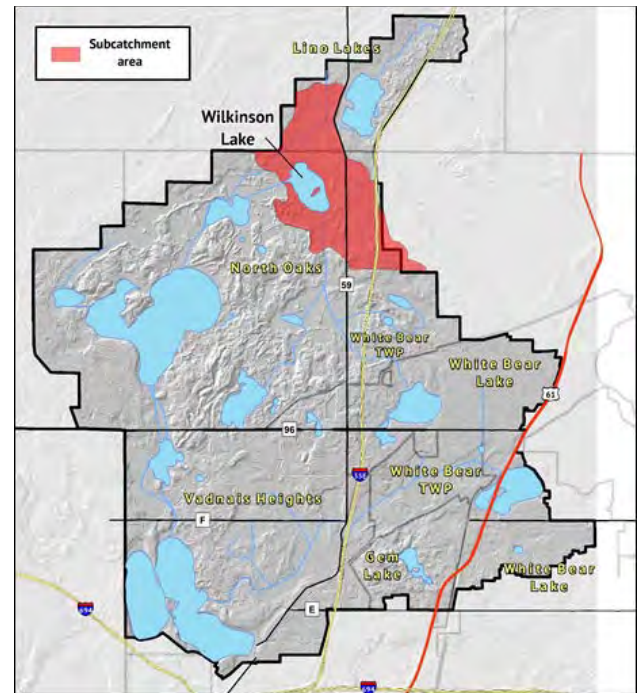 Subcatchment
area
Lino Lakes
Wilkinson
Lake
North Oaks
59
White Bear
TWP
White Bear
Lake
61
96
White Bear
TWP
Vadnais Heights
F
Gem
Lake
White Bear
Lake
694
E
694